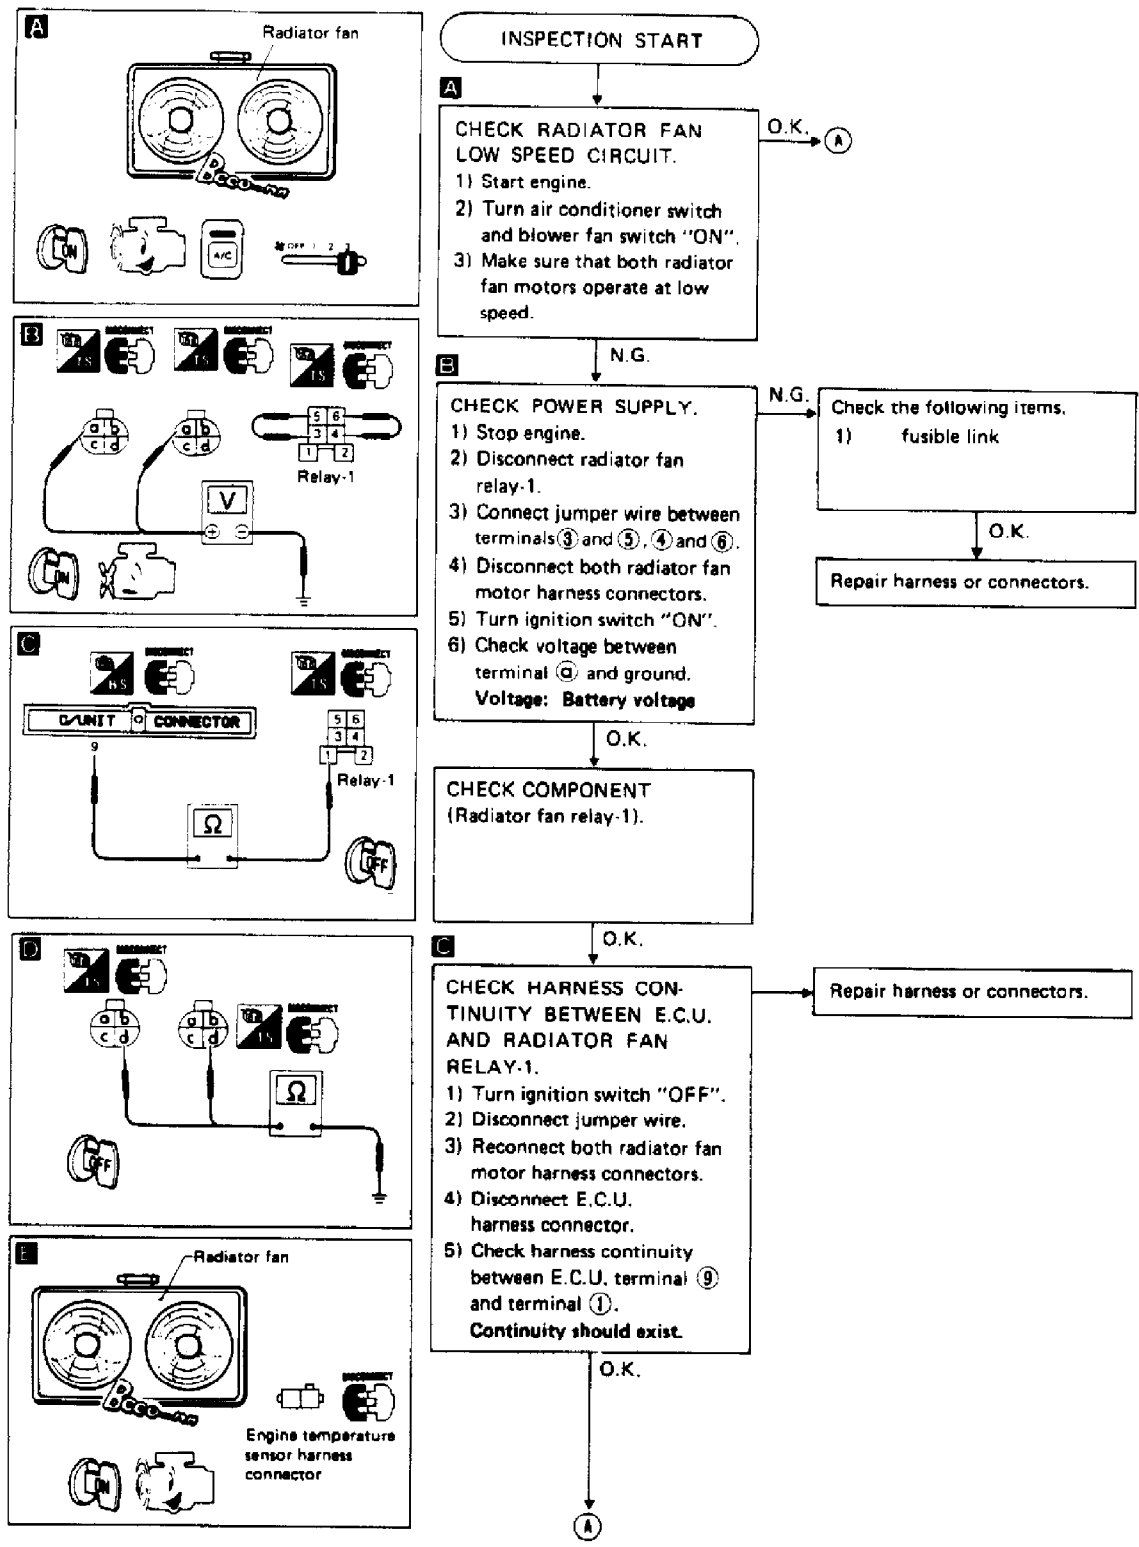 A
Radiator fan
ON
A/C
OFF 1 2 3
B
DISCONNECT
DISCONNECT
DISCONNECT
T.S
T.S
T.S
a b
c d
a b
c d
5 6
3 4
1 2
Relay-1
V
+ −
ON
C
DISCONNECT
DISCONNECT
H.S
T.S
C/UNIT CONNECTOR
9
5 6
3 4
1 2
Relay-1
Ω
OFF
D
DISCONNECT
T.S
a b
c d
a b
c d
DISCONNECT
T.S
Ω
OFF
E
Radiator fan
DISCONNECT
Engine temperature
sensor harness
connector
ON
INSPECTION START
A
CHECK RADIATOR FAN
LOW SPEED CIRCUIT.
1) Start engine.
2) Turn air conditioner switch
and blower fan switch "ON".
3) Make sure that both radiator
fan motors operate at low
speed.
O.K.
A
N.G.
B
CHECK POWER SUPPLY.
1) Stop engine.
2) Disconnect radiator fan
relay-1.
3) Connect jumper wire between
terminals ③ and ⑤, ④ and ⑥.
4) Disconnect both radiator fan
motor harness connectors.
5) Turn ignition switch "ON".
6) Check voltage between
terminal ⓐ and ground.
Voltage: Battery voltage
N.G.
Check the following items.
1) fusible link
O.K.
Repair harness or connectors.
O.K.
CHECK COMPONENT
(Radiator fan relay-1).
O.K.
C
CHECK HARNESS CON-
TINUITY BETWEEN E.C.U.
AND RADIATOR FAN
RELAY-1.
1) Turn ignition switch "OFF".
2) Disconnect jumper wire.
3) Reconnect both radiator fan
motor harness connectors.
4) Disconnect E.C.U.
harness connector.
5) Check harness continuity
between E.C.U. terminal ⑨
and terminal ①.
Continuity should exist.
Repair harness or connectors.
O.K.
A